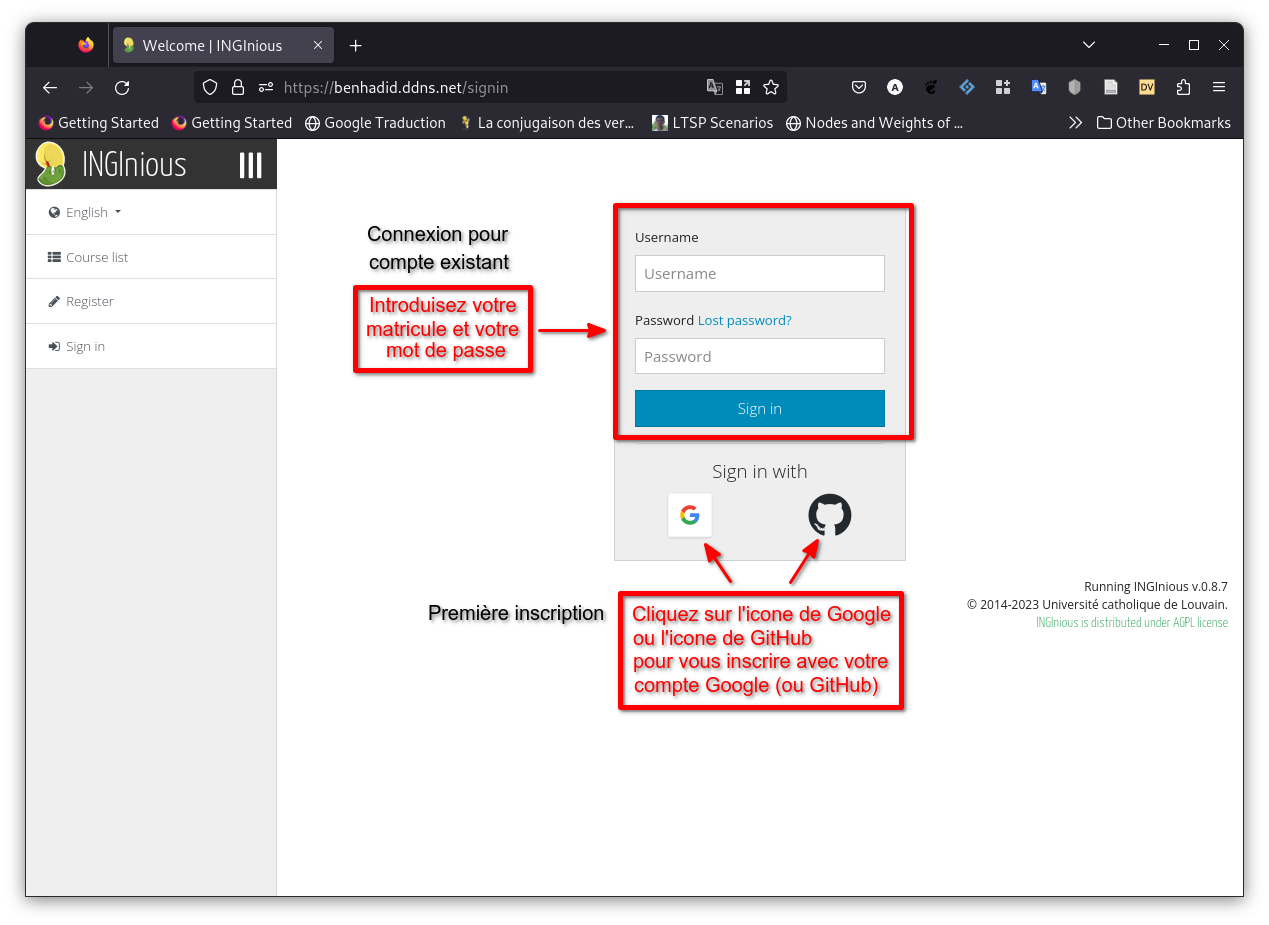 Welcome | INGInious
https://benhadid.ddns.net/signin
Getting Started
Getting Started
Google Traduction
La conjugaison des ver…
LTSP Scenarios
Nodes and Weights of …
Other Bookmarks
INGInious
English
Course list
Register
Sign in
Connexion pour
compte existant
Introduisez votre
matricule et votre
mot de passe
Username
Username
Password Lost password?
Password
Sign in
Sign in with
Première inscription
Cliquez sur l'icone de Google
ou l'icone de GitHub
pour vous inscrire avec votre
compte Google (ou GitHub)
Running INGInious v.0.8.7
© 2014-2023 Université catholique de Louvain.
INGInious is distributed under AGPL license